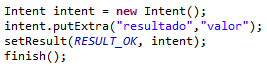 Intent intent = new Intent();
intent.putExtra("resultado","valor");
setResult(RESULT_OK, intent);
finish();